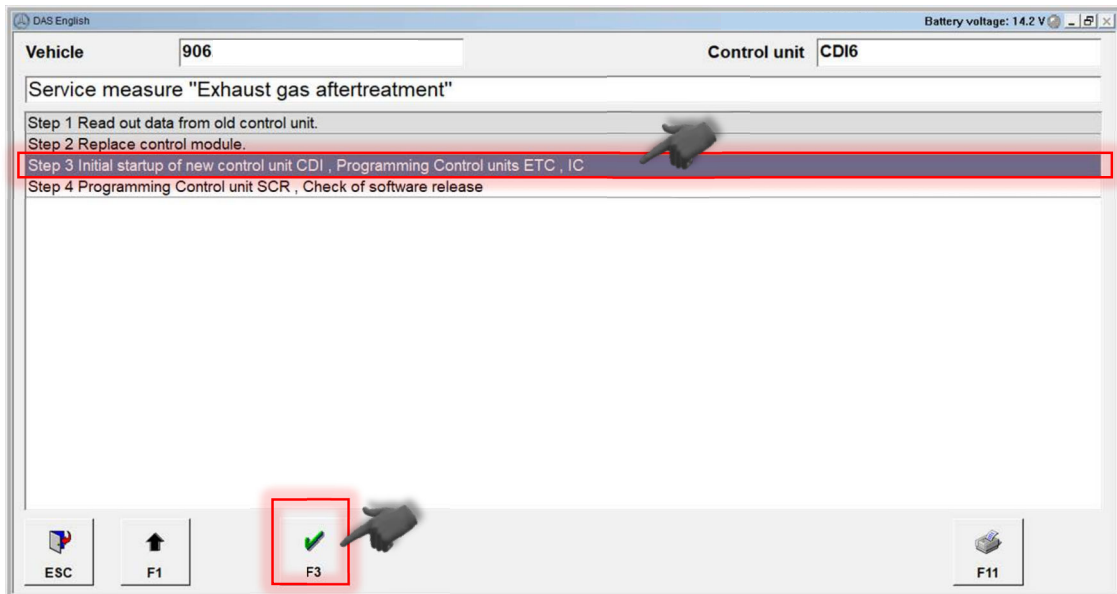 DAS English
Battery voltage: 14.2 V
Vehicle 906 Control unit CDI6
Service measure "Exhaust gas aftertreatment"
Step 1 Read out data from old control unit.
Step 2 Replace control module.
Step 3 Initial startup of new control unit CDI , Programming Control units ETC , IC
Step 4 Programming Control unit SCR , Check of software release
ESC F1 F3 F11